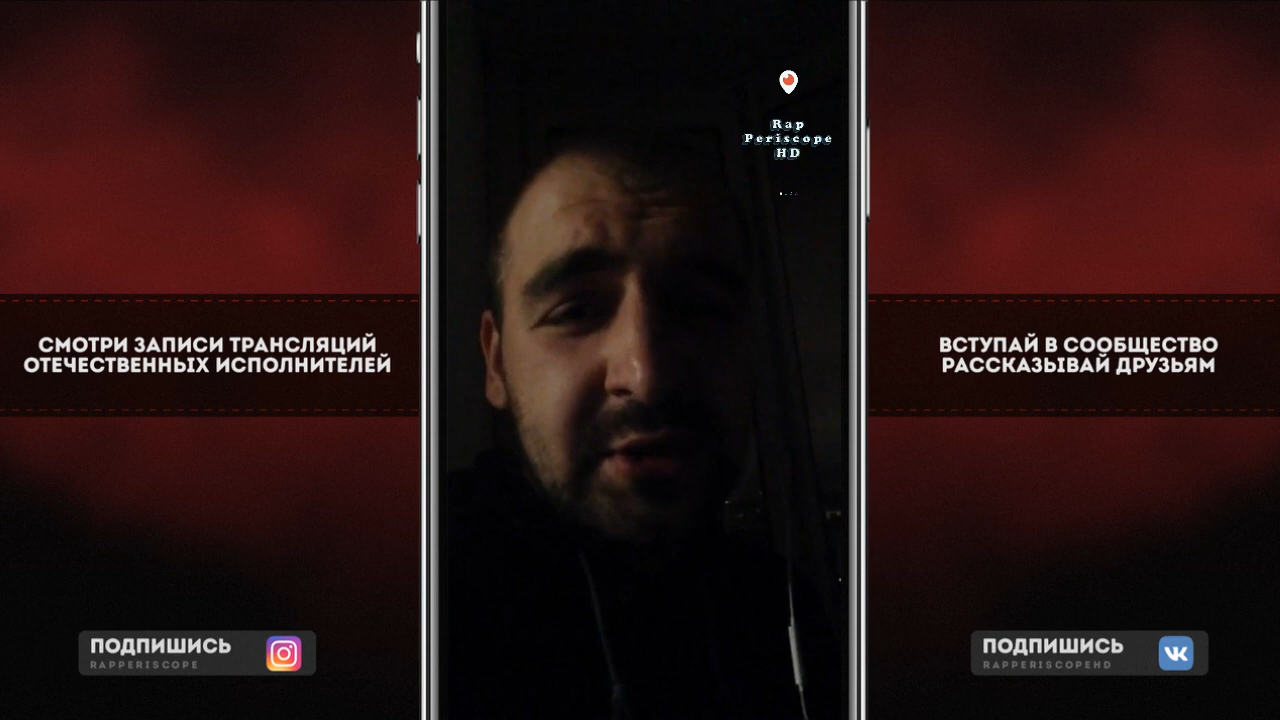 Rap
Periscope
HD
СМОТРИ ЗАПИСИ ТРАНСЛЯЦИЙ
ОТЕЧЕСТВЕННЫХ ИСПОЛНИТЕЛЕЙ
ВСТУПАЙ В СООБЩЕСТВО
РАССКАЗЫВАЙ ДРУЗЬЯМ
ПОДПИШИСЬ
RAPPERISCOPE
ПОДПИШИСЬ
RAPPERISCOPEHD